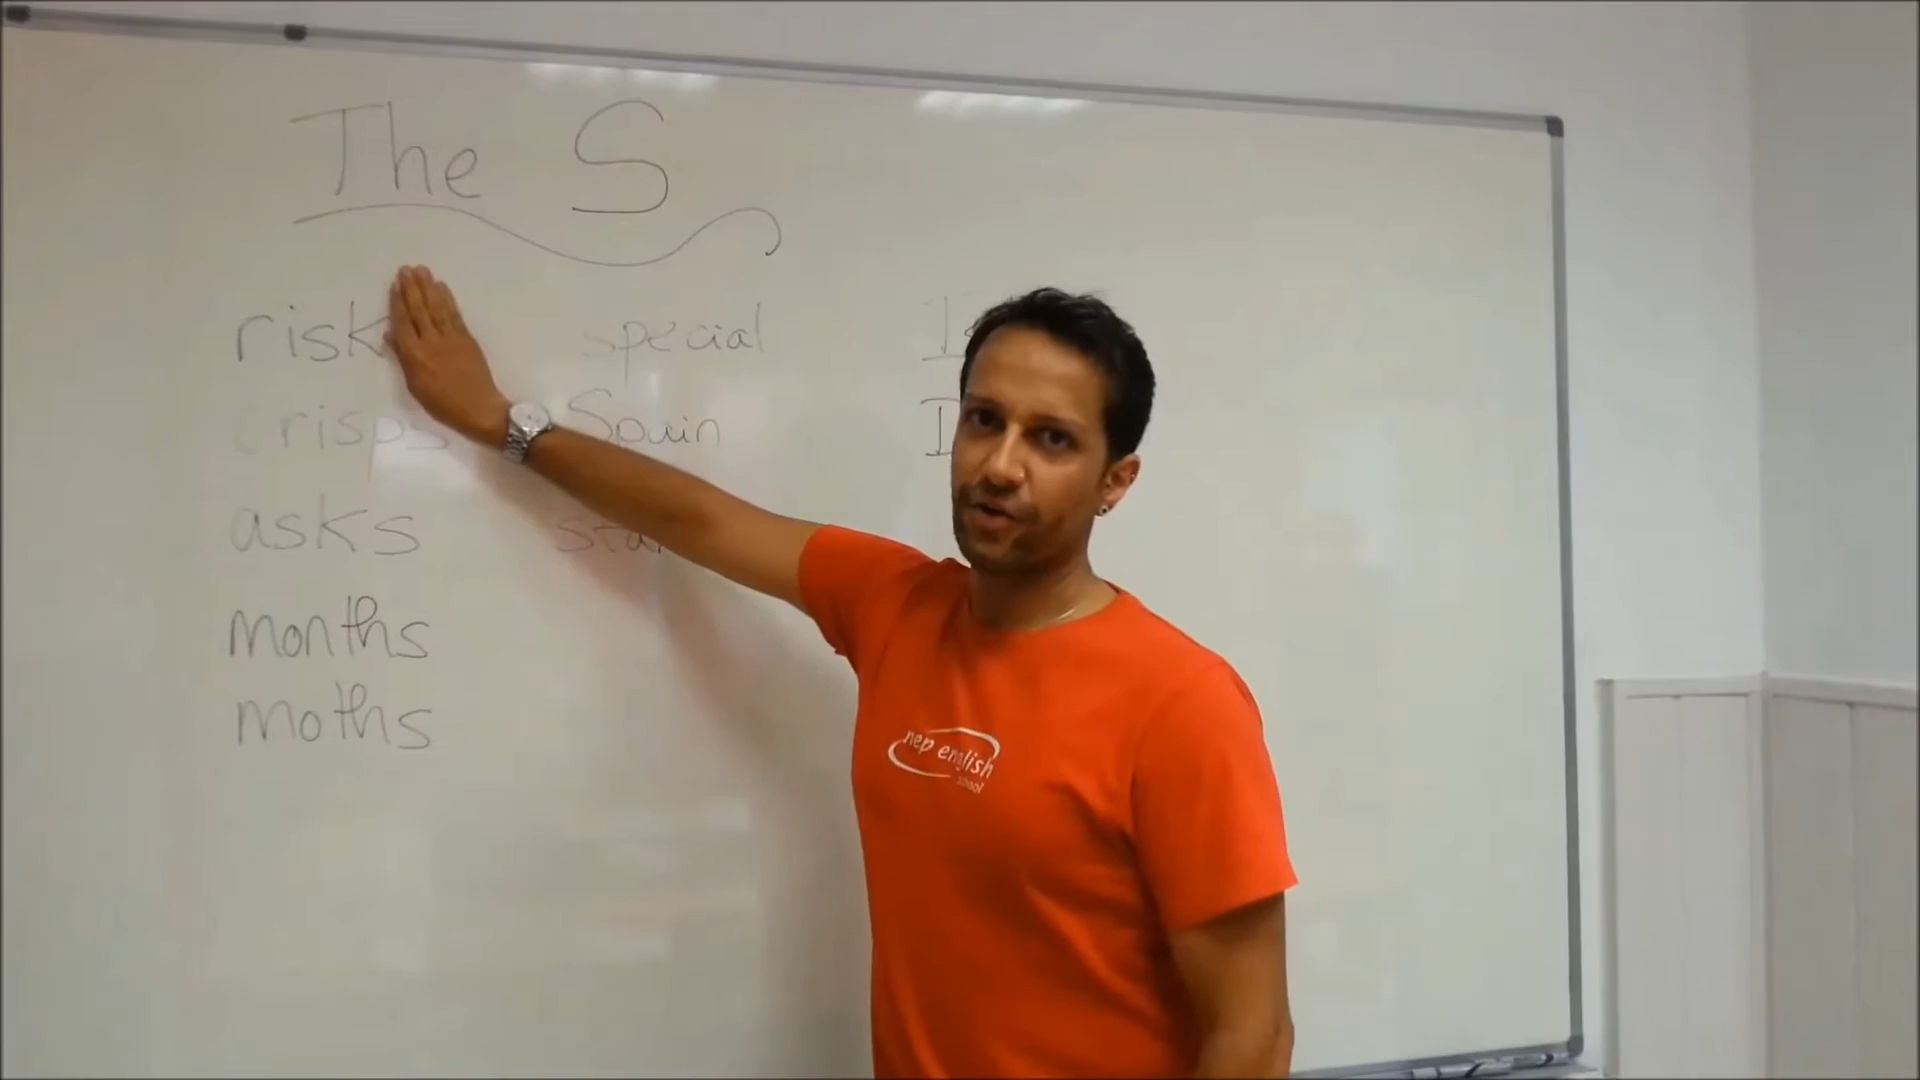 The S
risk special
crisps Spain
asks
months
moths
nep english
school